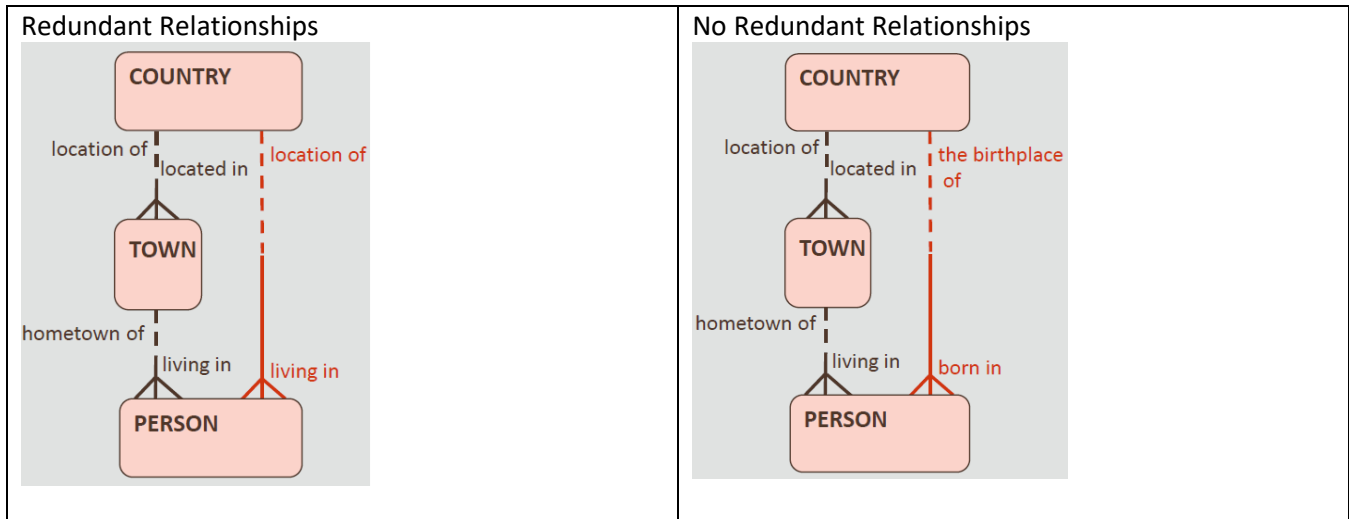 Redundant Relationships
COUNTRY
location of
located in
location of
TOWN
hometown of
living in
living in
PERSON
No Redundant Relationships
COUNTRY
location of
located in
the birthplace
of
TOWN
hometown of
living in
born in
PERSON